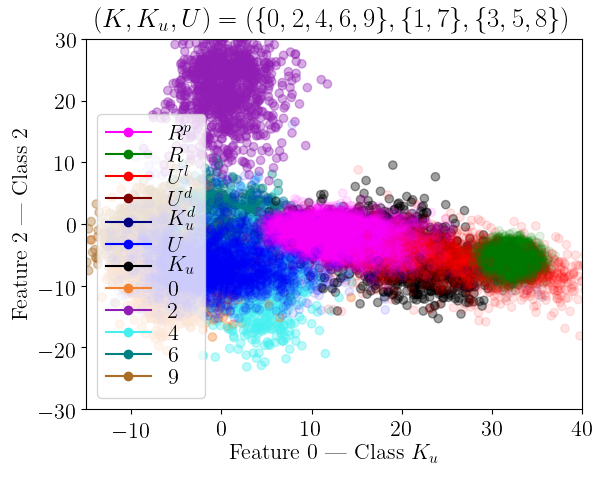 (K, K_u, U) = ({0, 2, 4, 6, 9}, {1, 7}, {3, 5, 8})
30
20
10
0
−10
−20
−30
Feature 2 — Class 2
R^p
R
U^l
U^d
K_u^d
U
K_u
0
2
4
6
9
−10 0 10 20 30 40
Feature 0 — Class K_u